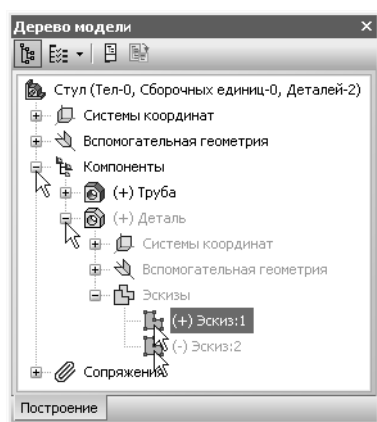 Дерево модели
Стул (Тел-0, Сборочных единиц-0, Деталей-2)
Системы координат
Вспомогательная геометрия
Компоненты
(+) Труба
(+) Деталь
Системы координат
Вспомогательная геометрия
Эскизы
(+) Эскиз:1
(-) Эскиз:2
Сопряжения
Построение